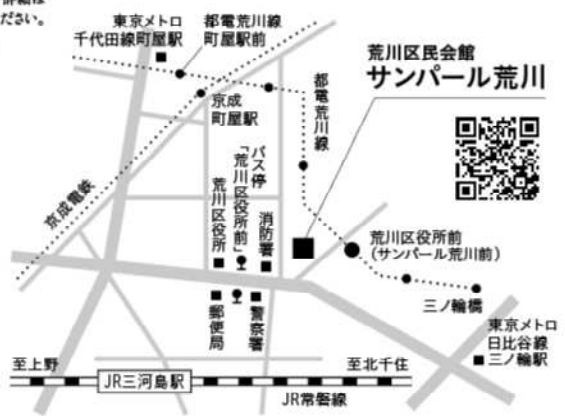 ださい。
東京メトロ
千代田線町屋駅
都電荒川線
町屋駅前
荒川区民会館
サンパール荒川
京成
町屋駅
都電荒川線
京成電鉄
バス停
「荒川区役所前」
荒川区役所
消防署
荒川区役所前
(サンパール荒川前)
郵便局
警察署
三ノ輪橋
東京メトロ
日比谷線
三ノ輪駅
至上野
至北千住
JR三河島駅
JR常磐線